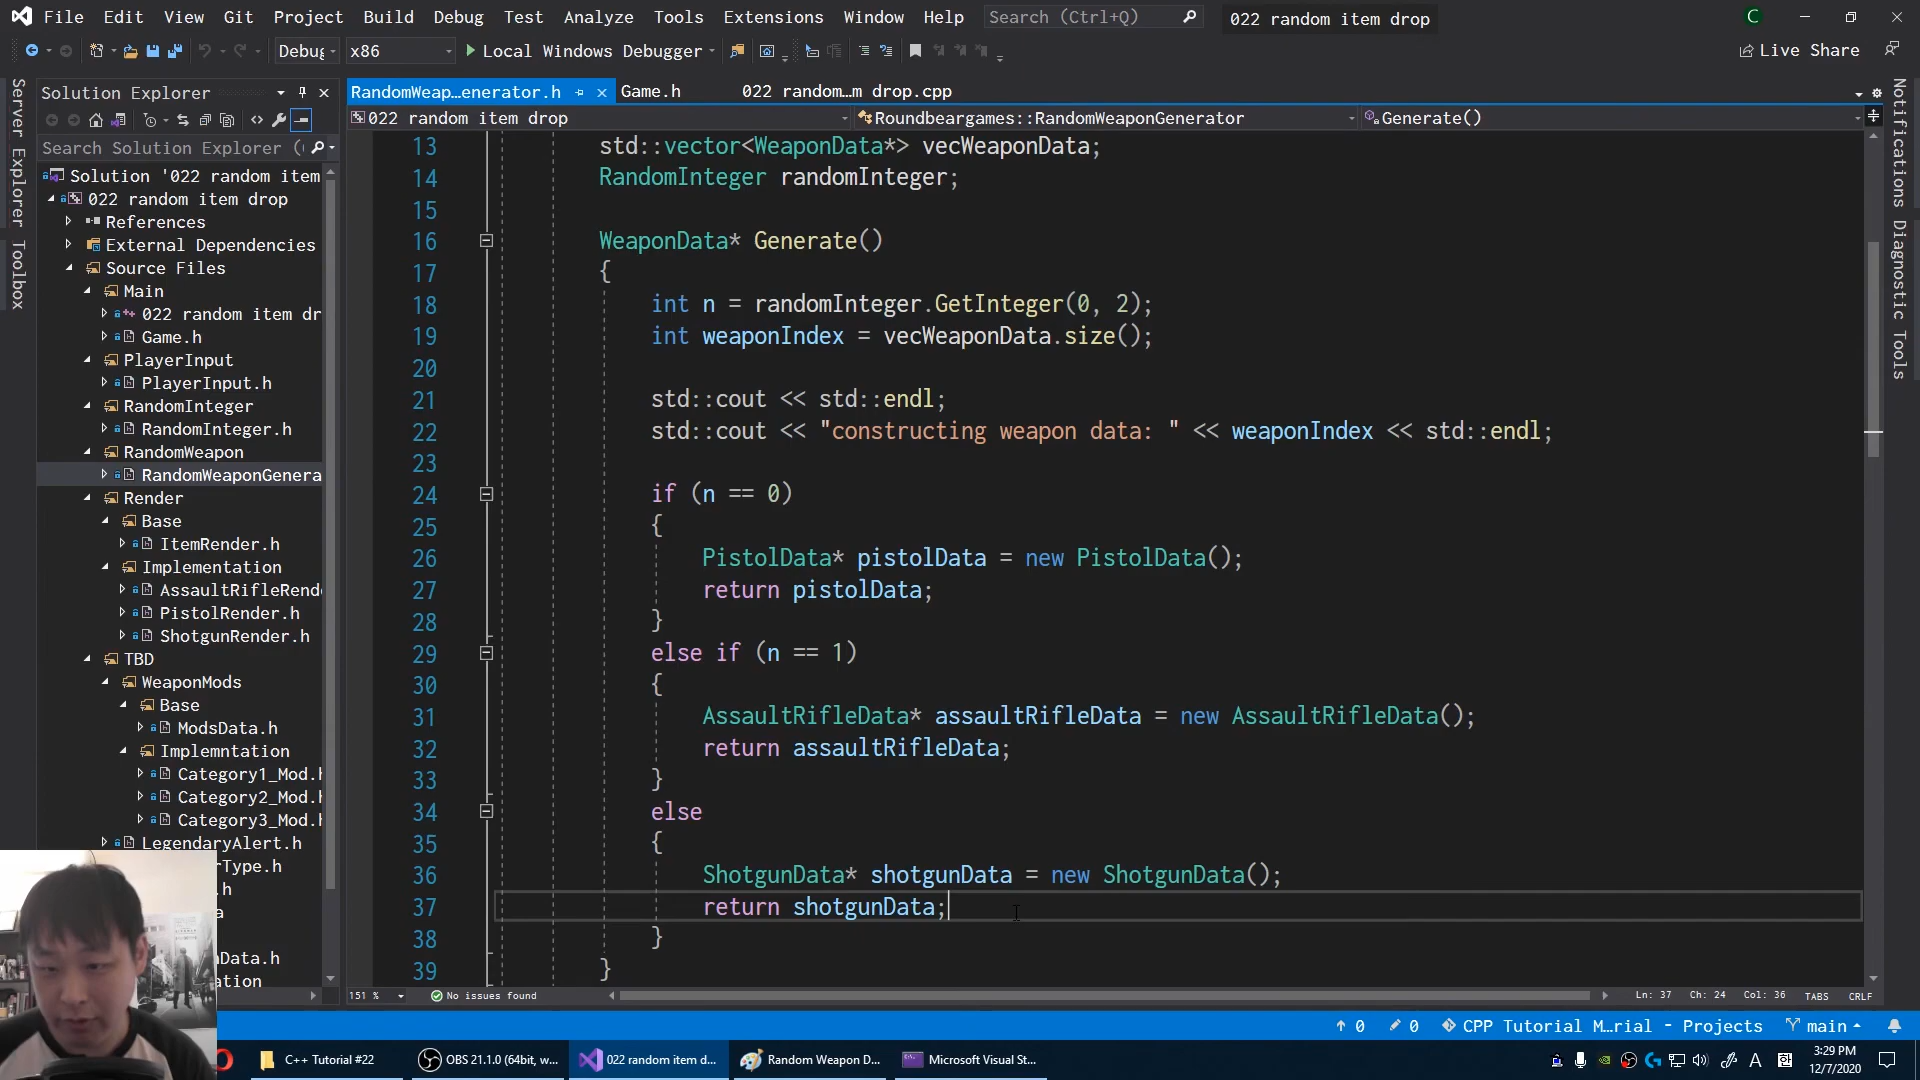 File Edit View Git Project Build Debug Test Analyze Tools Extensions Window Help Search (Ctrl+Q) 022 random item drop C
Debug x86 Local Windows Debugger Live Share
Server Explorer
Toolbox
Solution Explorer
Search Solution Explorer (
Solution '022 random item
022 random item drop
References
External Dependencies
Source Files
Main
022 random item dr
Game.h
PlayerInput
PlayerInput.h
RandomInteger
RandomInteger.h
RandomWeapon
RandomWeaponGenera
Render
Base
ItemRender.h
Implementation
AssaultRifleRend
PistolRender.h
ShotgunRender.h
TBD
WeaponMods
Base
ModsData.h
Implemntation
Category1_Mod.h
Category2_Mod.h
Category3_Mod.h
LegendaryAlert.h
rType.h
.h
ta
nData.h
ation
RandomWeap…enerator.h Game.h 022 random…m drop.cpp
022 random item drop Roundbeargames::RandomWeaponGenerator Generate()
13 std::vector<WeaponData*> vecWeaponData;
14 RandomInteger randomInteger;
15
16 WeaponData* Generate()
17 {
18 int n = randomInteger.GetInteger(0, 2);
19 int weaponIndex = vecWeaponData.size();
20
21 std::cout << std::endl;
22 std::cout << "constructing weapon data: " << weaponIndex << std::endl;
23
24 if (n == 0)
25 {
26 PistolData* pistolData = new PistolData();
27 return pistolData;
28 }
29 else if (n == 1)
30 {
31 AssaultRifleData* assaultRifleData = new AssaultRifleData();
32 return assaultRifleData;
33 }
34 else
35 {
36 ShotgunData* shotgunData = new ShotgunData();
37 return shotgunData;
38 }
39 }
Notifications
Diagnostic Tools
151 % No issues found Ln: 37 Ch: 24 Col: 36 TABS CRLF
0 0 CPP Tutorial M…rial - Projects main
C++ Tutorial #22 OBS 21.1.0 (64bit, w... 022 random item d... Random Weapon D... Microsoft Visual St... A 한 3:29 PM
12/7/2020